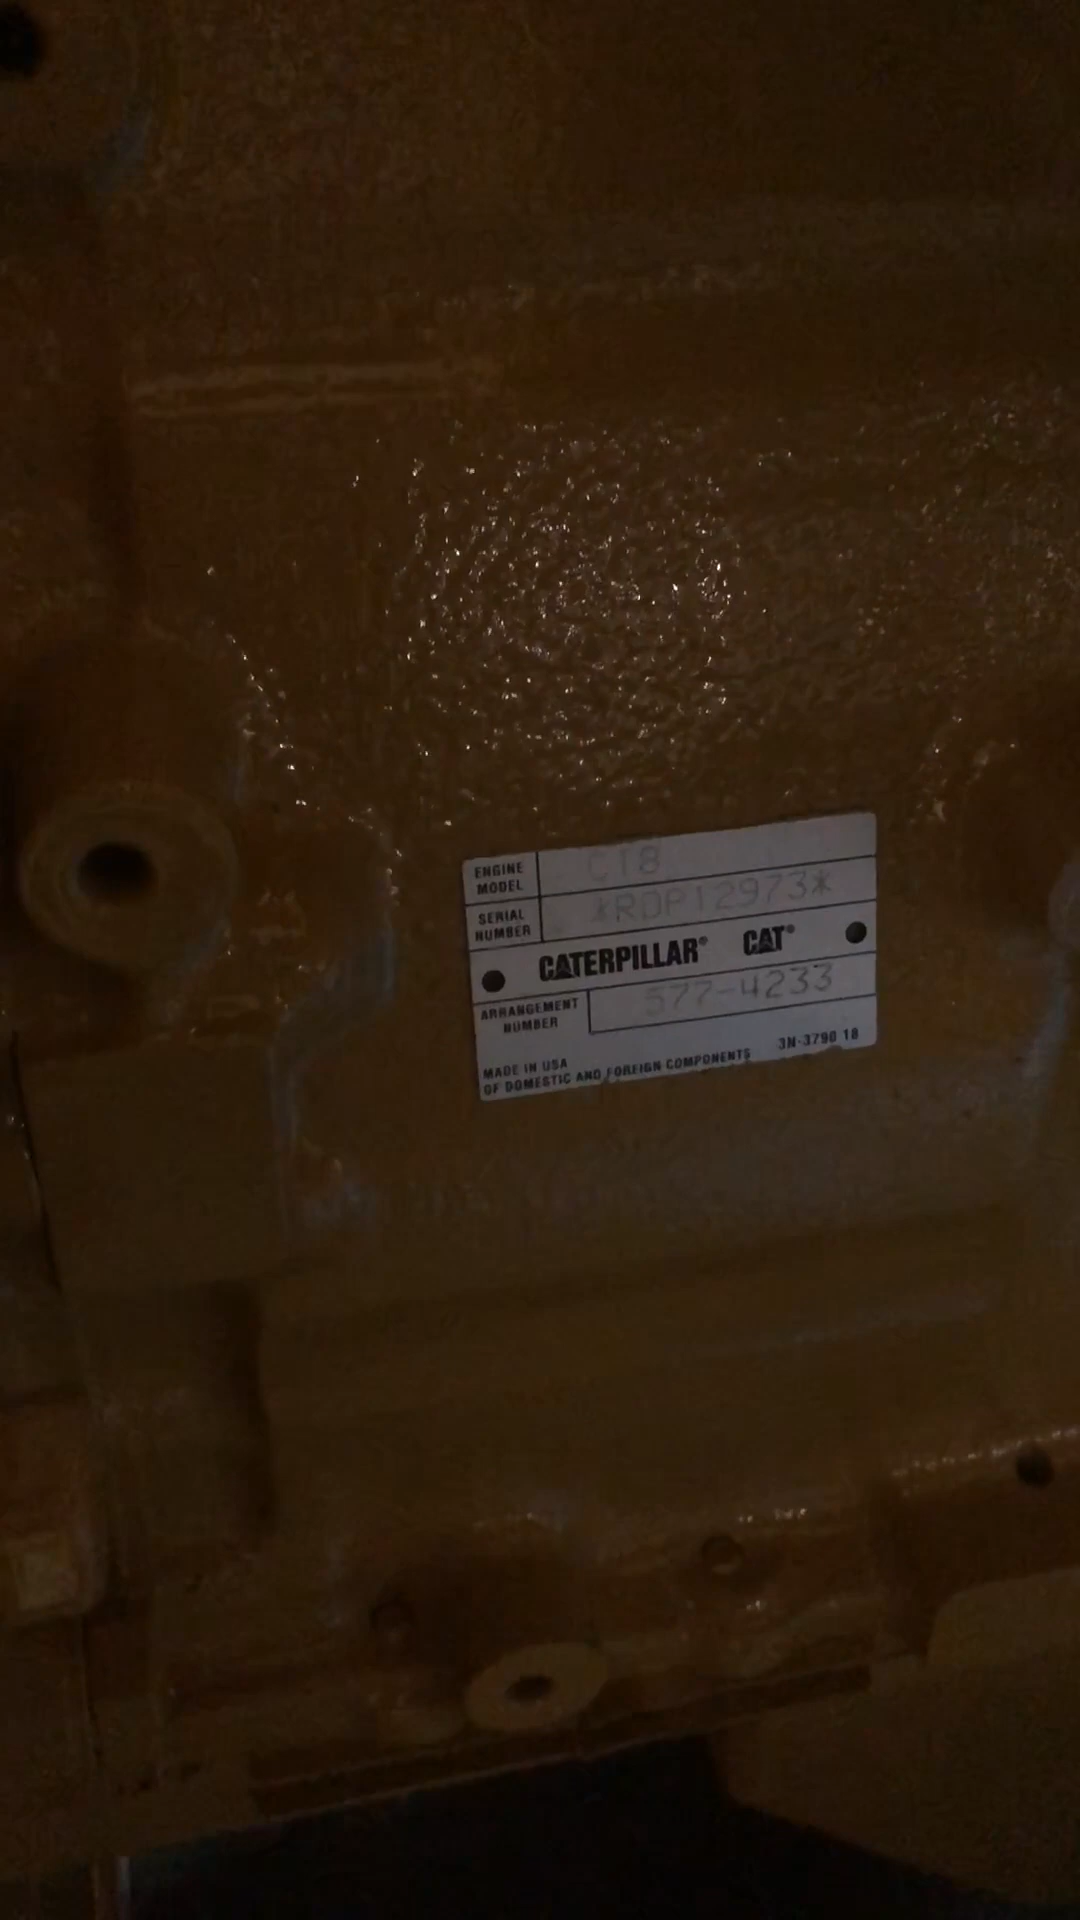 ENGINE MODEL C18
SERIAL NUMBER *RDP12973*
CATERPILLAR® CAT®
ARRANGEMENT NUMBER 577-4233
MADE IN USA
OF DOMESTIC AND FOREIGN COMPONENTS 3N-3790 18